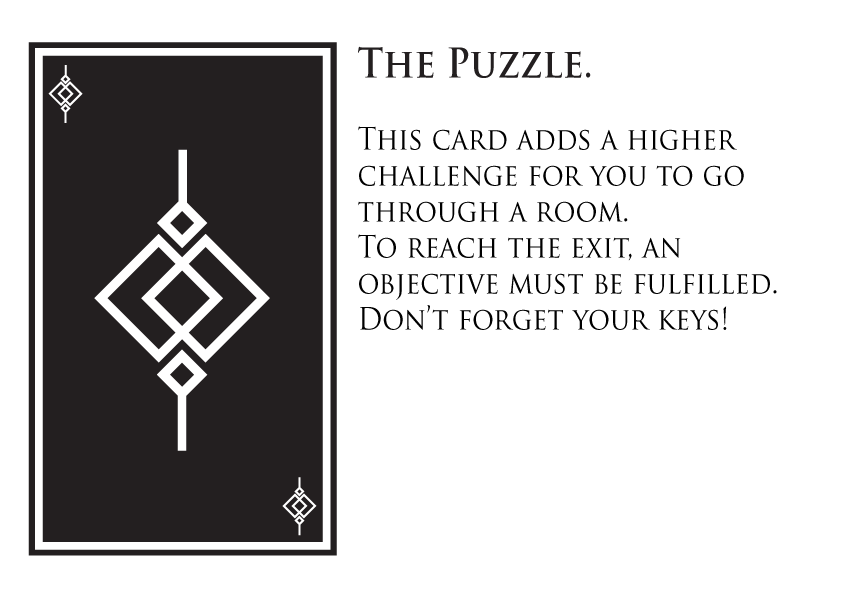 The Puzzle.
This card adds a higher
challenge for you to go
through a room.
To reach the exit, an
objective must be fulfilled.
Don't forget your keys!